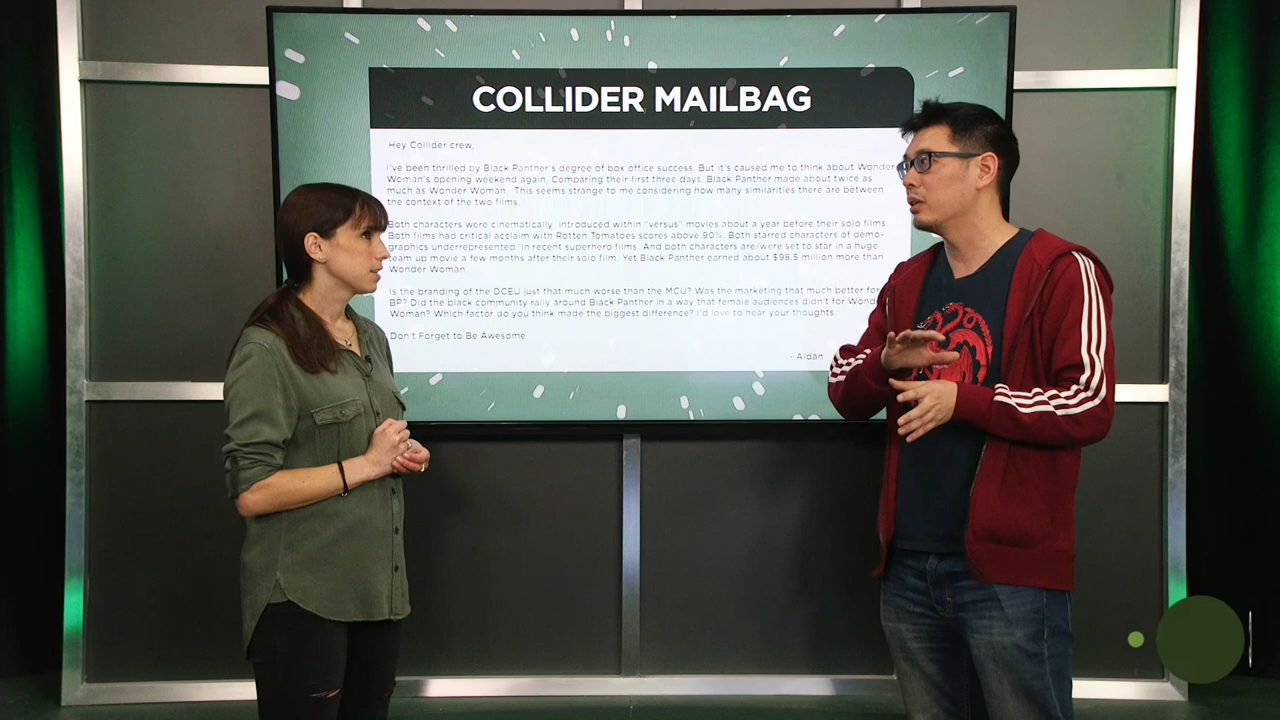 COLLIDER MAILBAG
Hey Collider crew,
I've been thrilled by Black Panther's degree of box office success. But it's caused me to think about Wonder
Woman's opening weekend again. Comparing their first three days, Black Panther made about twice as
much as Wonder Woman. This seems strange to me considering how many similarities there are between
the context of the two films.
Both characters were cinematically introduced within "versus" movies about a year before their solo films.
Both films had critical acclaim with Rotten Tomatoes scores above 90%. Both starred characters of demo-
graphics underrepresented in recent superhero films. And both characters are/were set to star in a huge
team up movie a few months after their solo film. Yet Black Panther earned about $98.5 million more than
Wonder Woman
Is the branding of the DCEU just that much worse than the MCU? Was the marketing that much better for
BP? Did the black community rally around Black Panther in a way that female audiences didn't for Wonder
Woman? Which factor do you think made the biggest difference? I'd love to hear your thoughts.
Don't Forget to Be Awesome
- Aidan